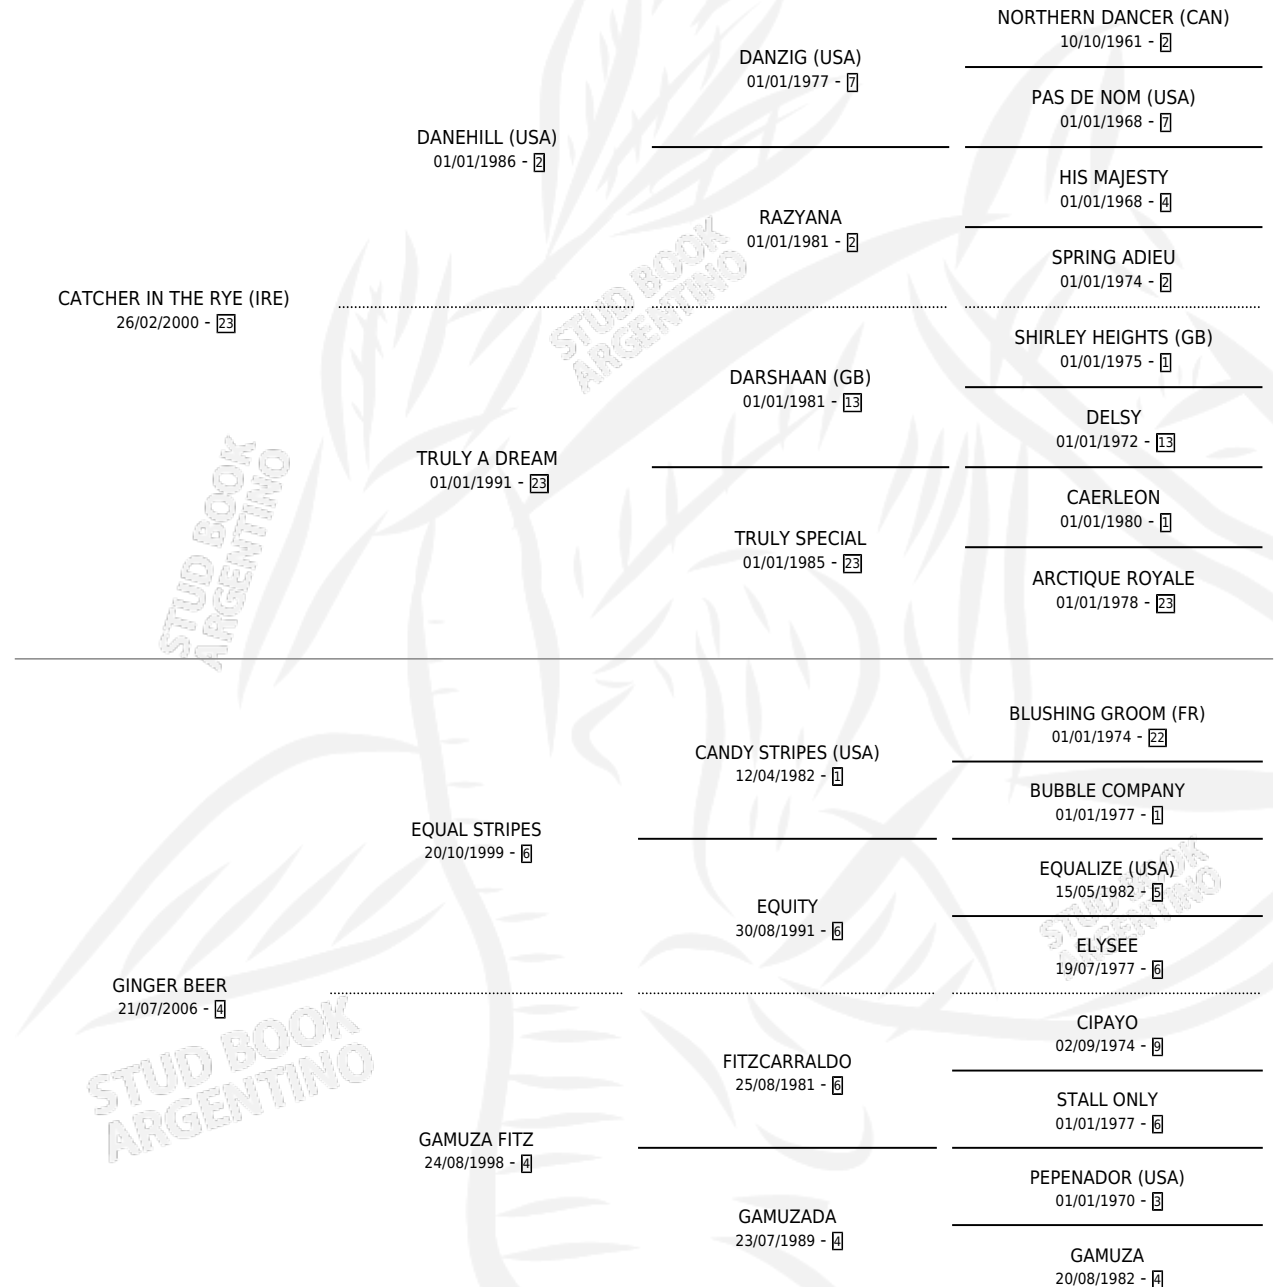 NORTHERN DANCER (CAN)
10/10/1961 - 2
DANZIG (USA)
01/01/1977 - 7
PAS DE NOM (USA)
01/01/1968 - 7
DANEHILL (USA)
01/01/1986 - 2
HIS MAJESTY
01/01/1968 - 4
RAZYANA
01/01/1981 - 2
SPRING ADIEU
01/01/1974 - 2
STUD BOOK
ARGENTINO
CATCHER IN THE RYE (IRE)
26/02/2000 - 23
SHIRLEY HEIGHTS (GB)
01/01/1975 - 1
DARSHAAN (GB)
01/01/1981 - 13
DELSY
01/01/1972 - 13
TRULY A DREAM
01/01/1991 - 23
CAERLEON
01/01/1980 - 1
TRULY SPECIAL
01/01/1985 - 23
ARCTIQUE ROYALE
01/01/1978 - 23
STUD BOOK
ARGENTINO
BLUSHING GROOM (FR)
01/01/1974 - 22
CANDY STRIPES (USA)
12/04/1982 - 1
BUBBLE COMPANY
01/01/1977 - 1
EQUAL STRIPES
20/10/1999 - 6
EQUALIZE (USA)
15/05/1982 - 5
EQUITY
30/08/1991 - 6
ELYSEE
19/07/1977 - 6
STUD BOOK
ARGENTINO
GINGER BEER
21/07/2006 - 4
CIPAYO
02/09/1974 - 9
FITZCARRALDO
25/08/1981 - 6
STALL ONLY
01/01/1977 - 6
STUD BOOK
ARGENTINO
GAMUZA FITZ
24/08/1998 - 4
PEPENADOR (USA)
01/01/1970 - 3
GAMUZADA
23/07/1989 - 4
GAMUZA
20/08/1982 - 4